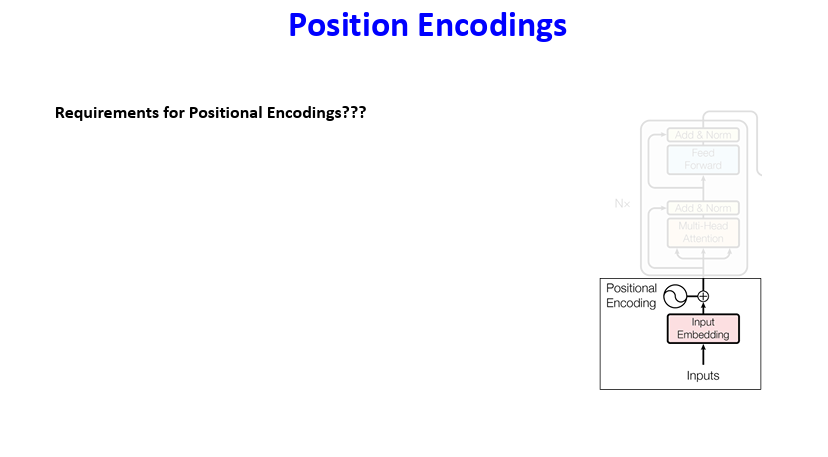 Position Encodings
Requirements for Positional Encodings???
Add & Norm
Feed
Forward
Add & Norm
Nx
Multi-Head
Attention
Positional
Encoding
Input
Embedding
Inputs